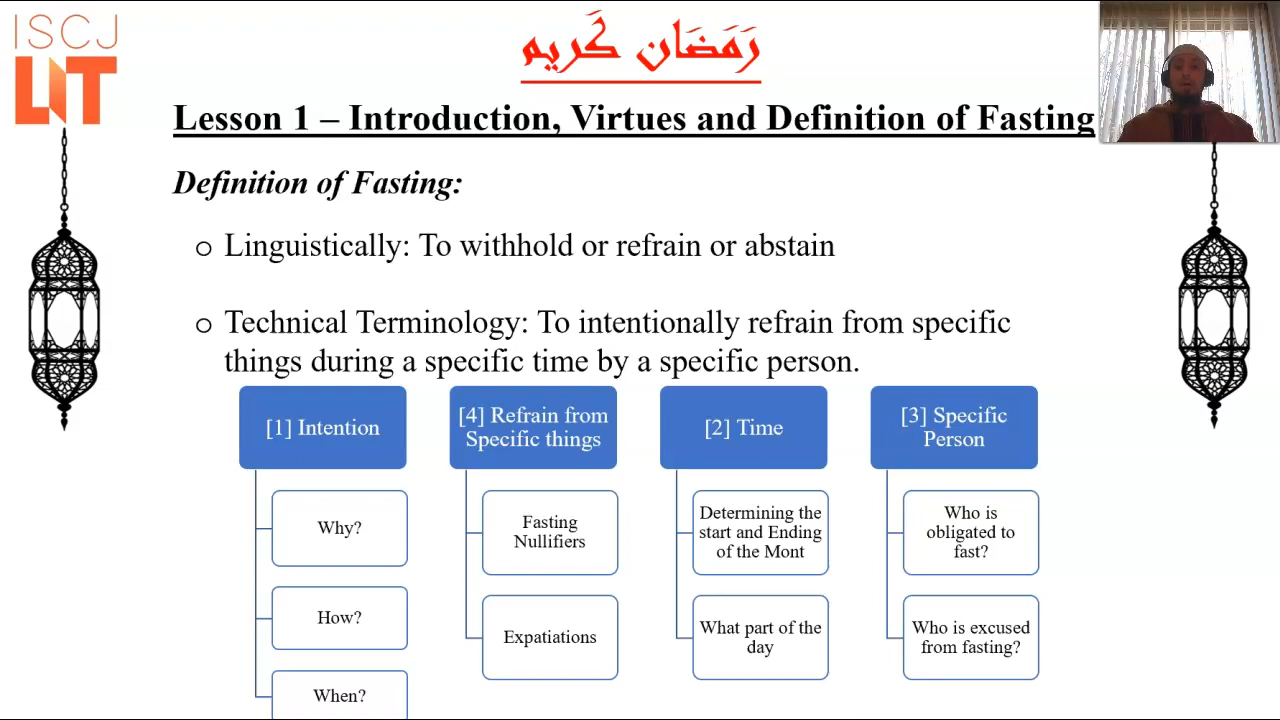 ISCJ
LIT
رَمَضَان كَريم
Lesson 1 – Introduction, Virtues and Definition of Fasting
Definition of Fasting:
o Linguistically: To withhold or refrain or abstain
o Technical Terminology: To intentionally refrain from specific
things during a specific time by a specific person.
[1] Intention
Why?
How?
When?
[4] Refrain from
Specific things
Fasting
Nullifiers
Expatiations
[2] Time
Determining the
start and Ending
of the Mont
What part of the
day
[3] Specific
Person
Who is
obligated to
fast?
Who is excused
from fasting?